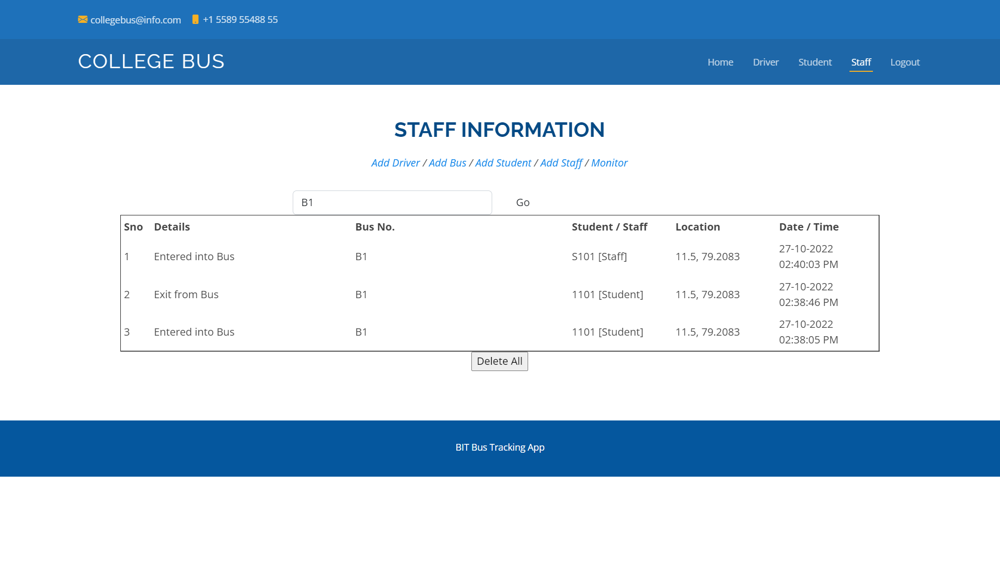 collegebus@info.com +1 5589 55488 55
COLLEGE BUS Home Driver Student Staff Logout
STAFF INFORMATION
Add Driver / Add Bus / Add Student / Add Staff / Monitor
B1 Go
Sno Details Bus No. Student / Staff Location Date / Time
1 Entered into Bus B1 S101 [Staff] 11.5, 79.2083 27-10-2022
02:40:03 PM
2 Exit from Bus B1 1101 [Student] 11.5, 79.2083 27-10-2022
02:38:46 PM
3 Entered into Bus B1 1101 [Student] 11.5, 79.2083 27-10-2022
02:38:05 PM
Delete All
BIT Bus Tracking App